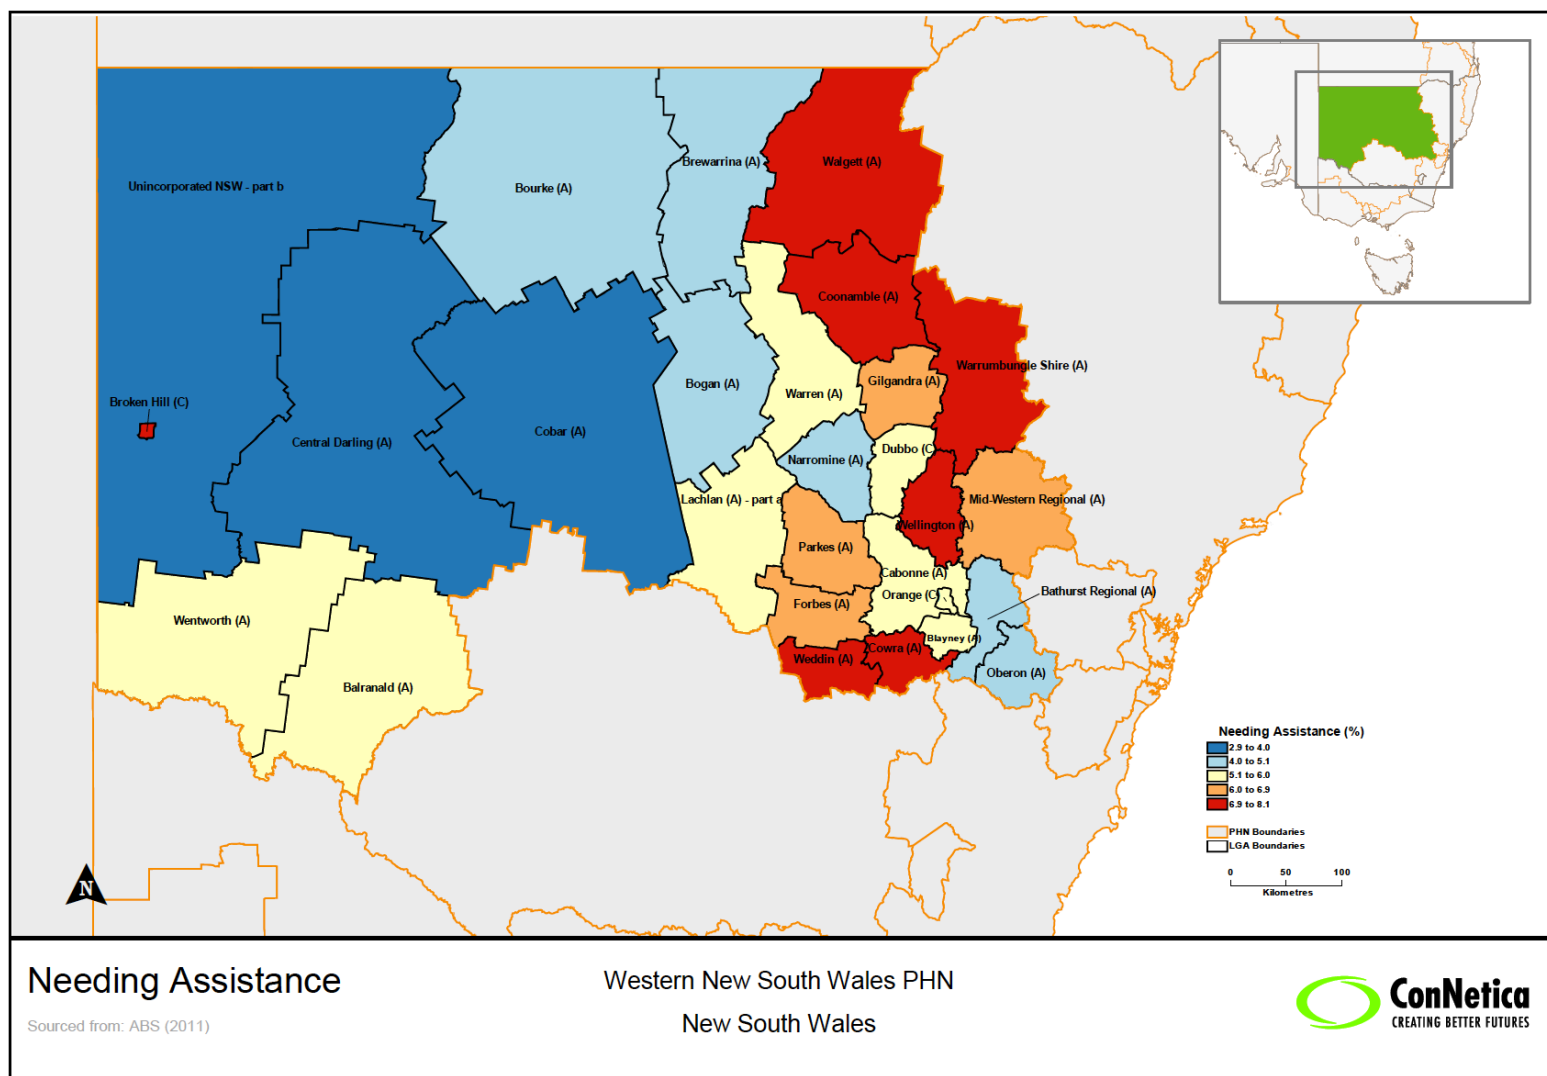 Unincorporated NSW - part b
Bourke (A)
Brewarrina (A)
Walgett (A)
Coonamble (A)
Warrumbungle Shire (A)
Gilgandra (A)
Bogan (A)
Warren (A)
Broken Hill (C)
Central Darling (A)
Cobar (A)
Dubbo (C
Narromine (A)
Lachlan (A) - part a
Mid-Western Regional (A)
Wellington (A)
Parkes (A)
Cabonne (A)
Orange (C)
Bathurst Regional (A)
Forbes (A)
Wentworth (A)
Blayney (A)
Cowra (A)
Weddin (A)
Oberon (A)
Balranald (A)
Needing Assistance (%)
2.9 to 4.0
4.0 to 5.1
5.1 to 6.0
6.0 to 6.9
6.9 to 8.1
PHN Boundaries
LGA Boundaries
0 50 100
Kilometres
N
Needing Assistance
Sourced from: ABS (2011)
Western New South Wales PHN
New South Wales
ConNetica
CREATING BETTER FUTURES